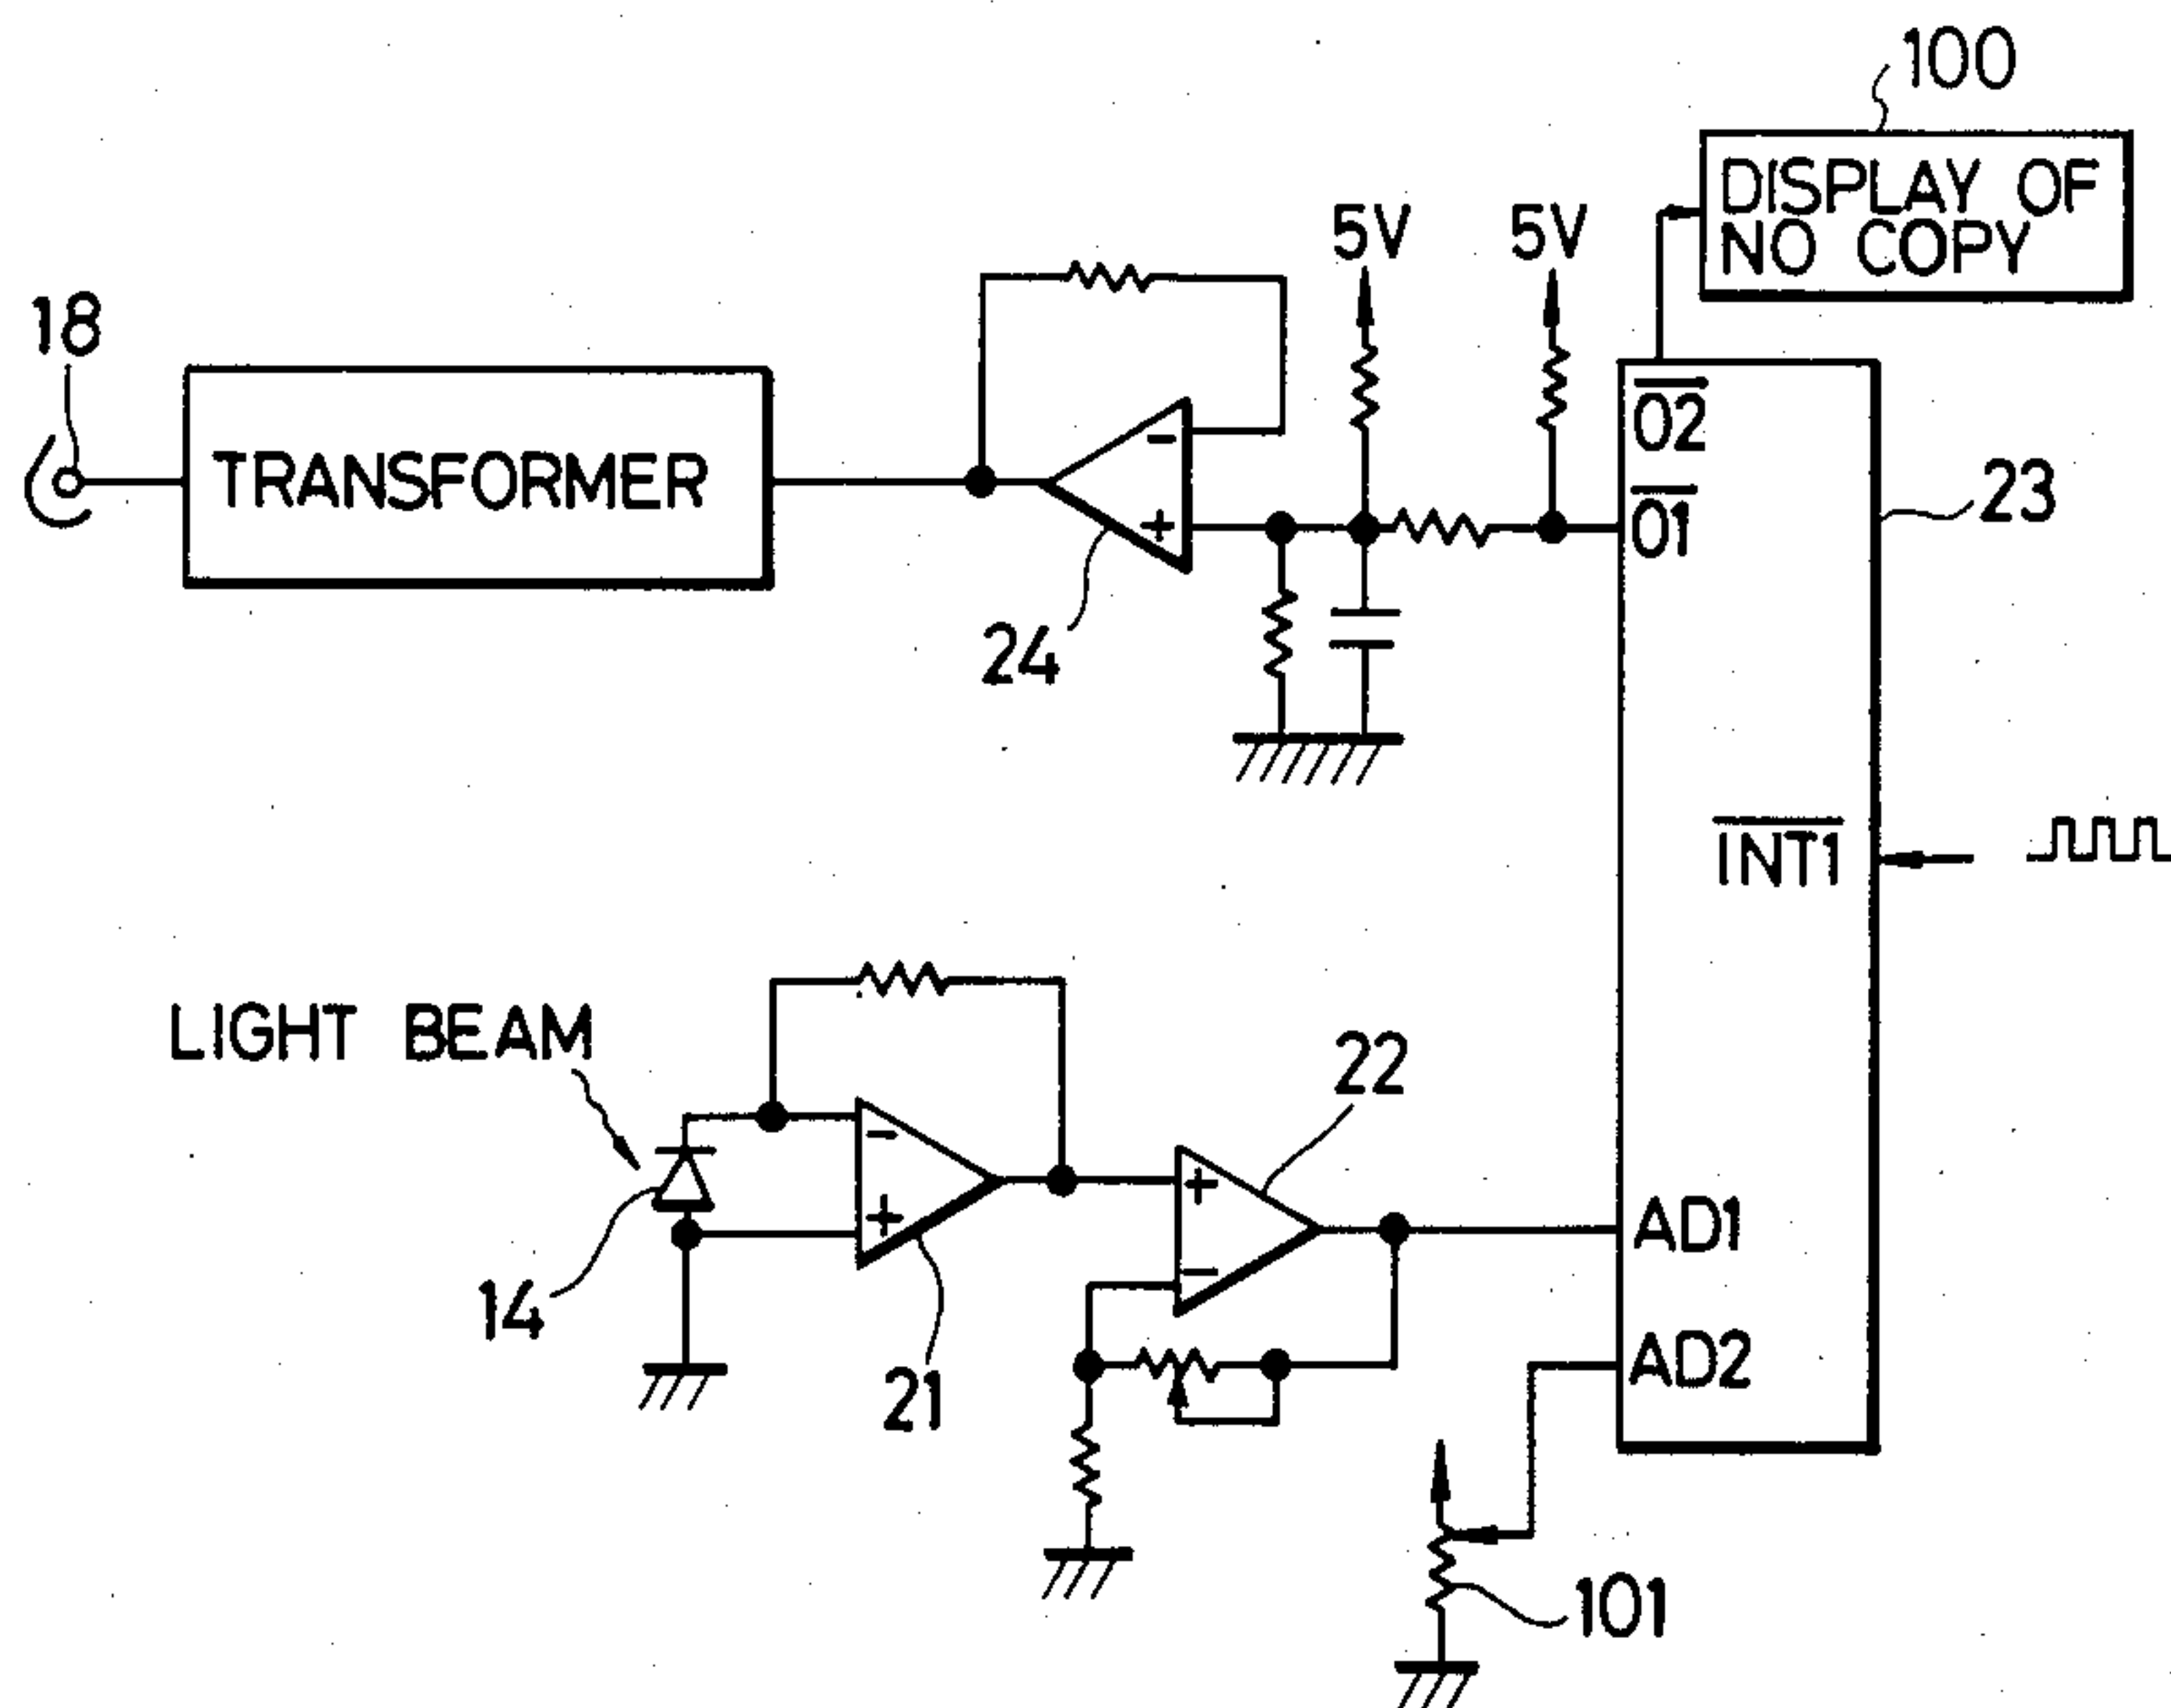 100
DISPLAY OF
NO COPY
5V
5V
18
TRANSFORMER
-
+
24
O2
O1
23
INT1
LIGHT BEAM
22
-
+
+
-
14
21
AD1
AD2
101